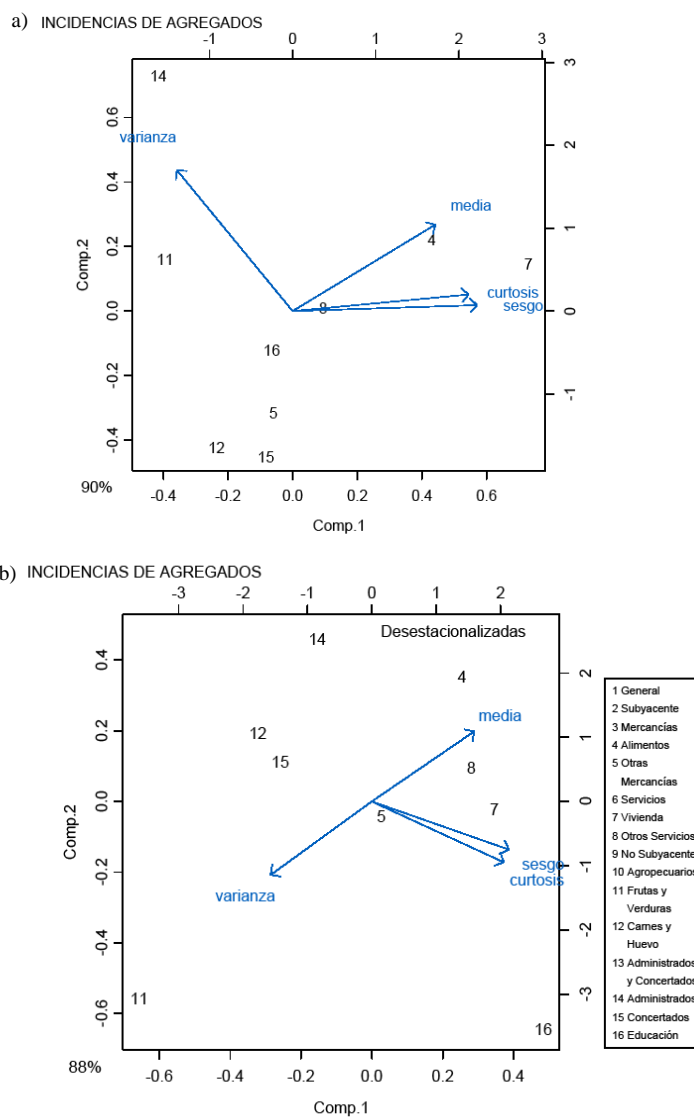 a) INCIDENCIAS DE AGREGADOS
-1 0 1 2 3
14
varianza
media
4
11
7
8
curtosis
sesgo
16
5
12
15
0.6
0.4
0.2
0.0
-0.2
-0.4
Comp.2
3
2
1
0
-1
90%
-0.4 -0.2 0.0 0.2 0.4 0.6
Comp.1
b) INCIDENCIAS DE AGREGADOS
-3 -2 -1 0 1 2
Desestacionalizadas
14
4
media
12
15
8
7
5
sesgo
curtosis
varianza
11
16
0.4
0.2
0.0
-0.2
-0.4
-0.6
Comp.2
2
1
0
-1
-2
-3
88%
-0.6 -0.4 -0.2 0.0 0.2 0.4
Comp.1
1 General
2 Subyacente
3 Mercancías
4 Alimentos
5 Otras
Mercancías
6 Servicios
7 Vivienda
8 Otros Servicios
9 No Subyacente
10 Agropecuarios
11 Frutas y
Verduras
12 Carnes y
Huevo
13 Administrados
y Concertados
14 Administrados
15 Concertados
16 Educación